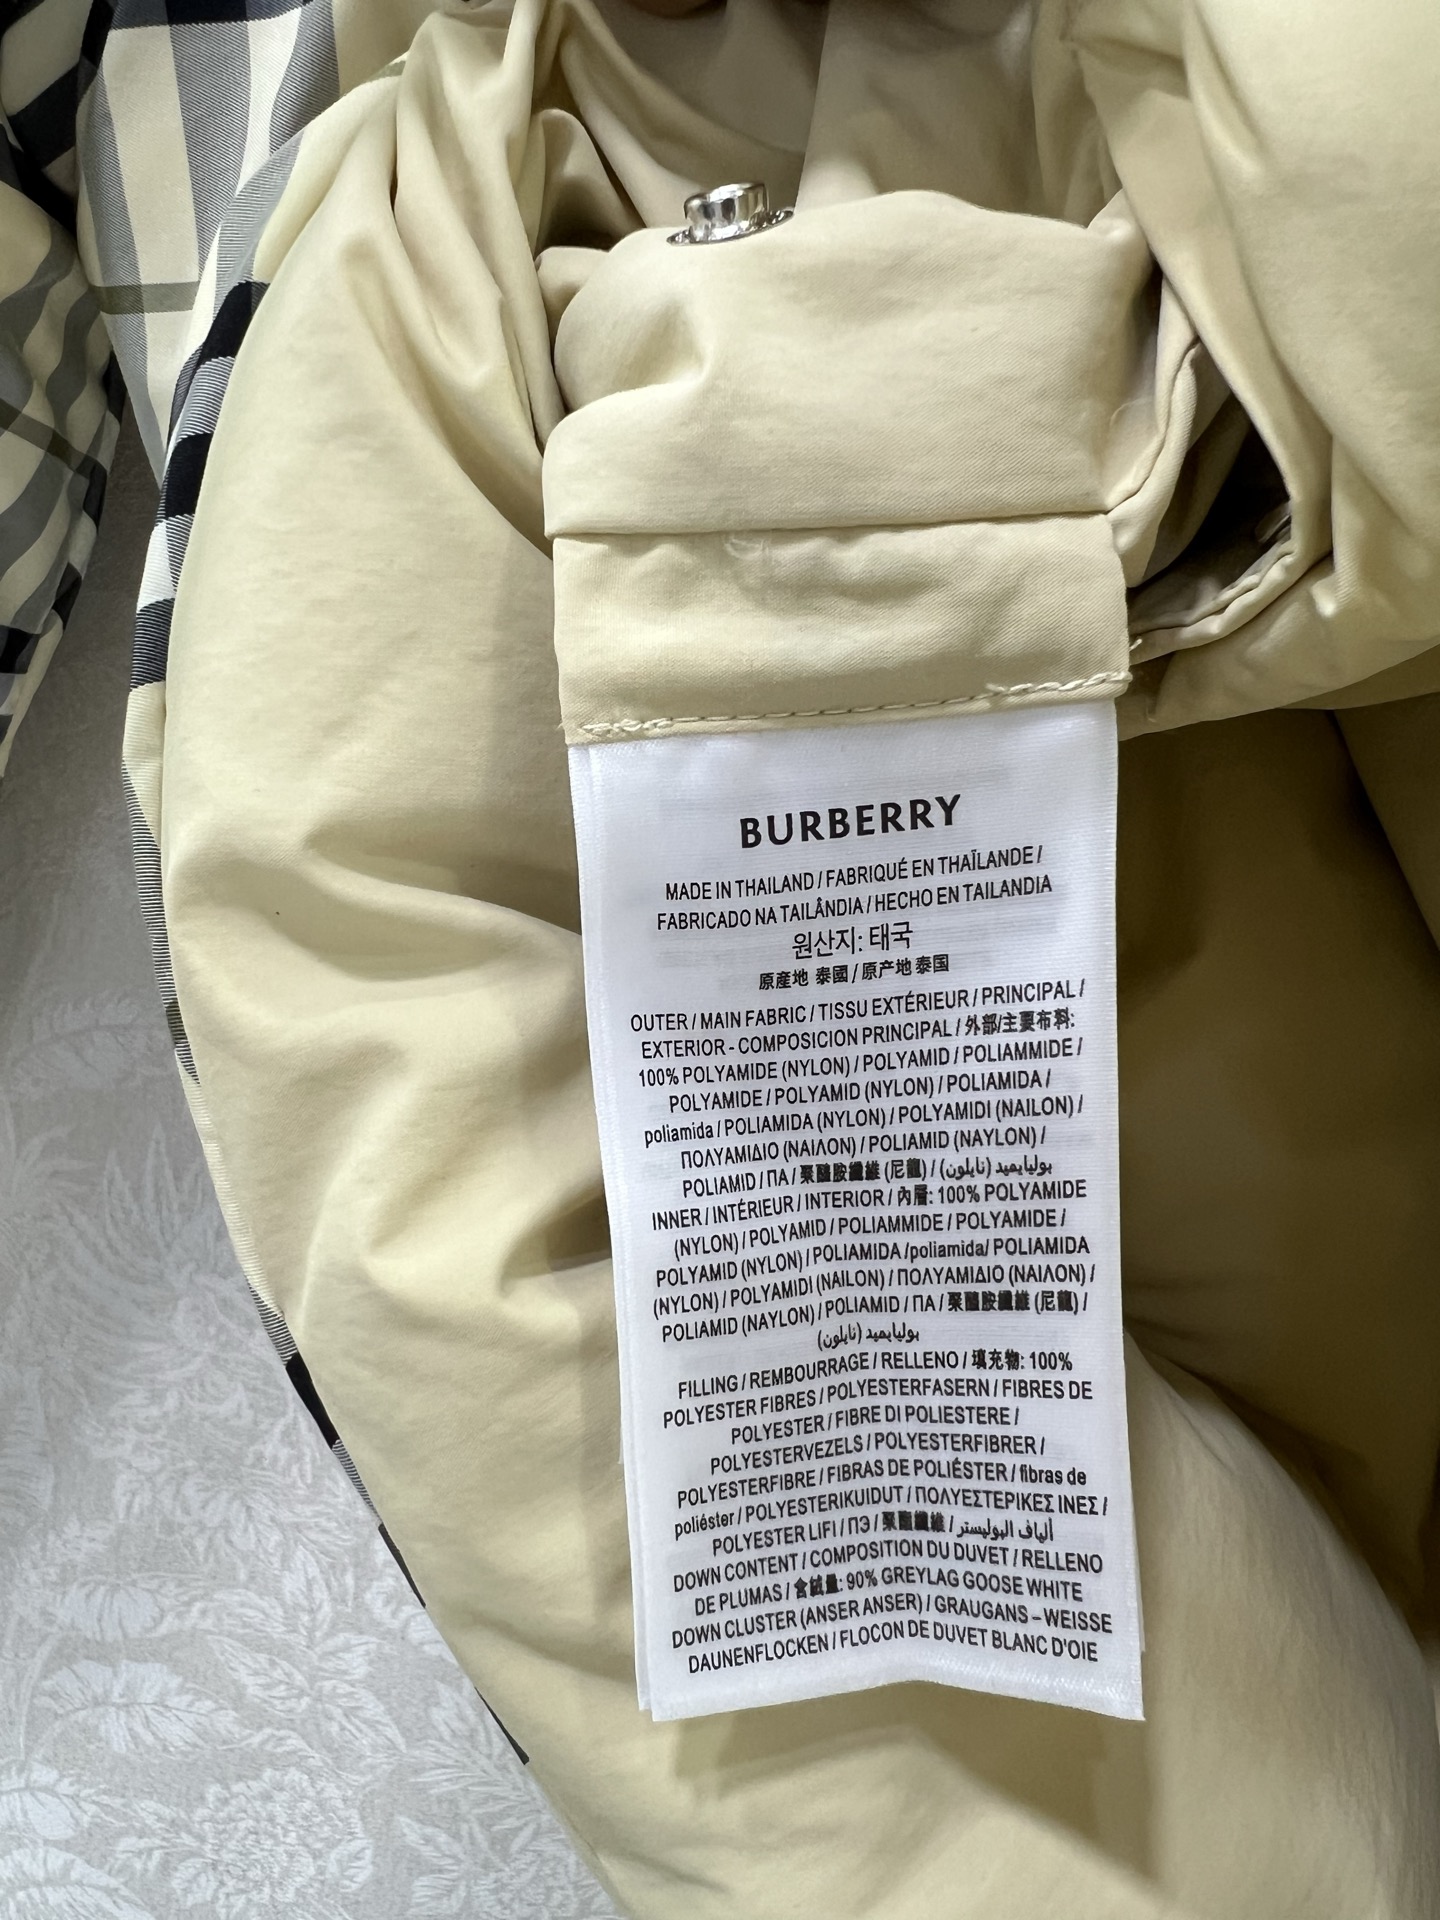 BURBERRY
MADE IN THAILAND / FABRIQUÉ EN THAÏLANDE /
FABRICADO NA TAILÂNDIA / HECHO EN TAILANDIA
원산지: 태국
原產地 泰國 / 原产地 泰国
OUTER / MAIN FABRIC / TISSU EXTÉRIEUR / PRINCIPAL /
EXTERIOR - COMPOSICION PRINCIPAL / 外部/主要布料:
100% POLYAMIDE (NYLON) / POLYAMID / POLIAMMIDE /
POLYAMIDE / POLYAMID (NYLON) / POLIAMIDA /
poliamida / POLIAMIDA (NYLON) / POLYAMIDI (NAILON) /
ΠΟΛΥΑΜΙΔΙΟ (ΝΑΙΛΟΝ) / POLIAMID (NAYLON) /
POLIAMID / ПА / 聚醯胺纖維 (尼龍) / بوليايميد (نايلون)
INNER / INTÉRIEUR / INTERIOR / 內層: 100% POLYAMIDE
(NYLON) / POLYAMID / POLIAMMIDE / POLYAMIDE /
POLYAMID (NYLON) / POLIAMIDA /poliamida/ POLIAMIDA
(NYLON) / POLYAMIDI (NAILON) / ΠΟΛΥΑΜΙΔΙΟ (ΝΑΙΛΟΝ) /
POLIAMID (NAYLON) / POLIAMID / ПА / 聚醯胺纖維 (尼龍) /
بوليايميد (نايلون)
FILLING / REMBOURRAGE / RELLENO / 填充物: 100%
POLYESTER FIBRES / POLYESTERFASERN / FIBRES DE
POLYESTER / FIBRE DI POLIESTERE /
POLYESTERVEZELS / POLYESTERFIBRER /
POLYESTERFIBRE / FIBRAS DE POLIÉSTER / fibras de
poliéster / POLYESTERIKUIDUT / ΠΟΛΥΕΣΤΕΡΙΚΕΣ ΙΝΕΣ /
POLYESTER LIFI / ПЭ / 聚酯纖維 / ألياف البوليستر
DOWN CONTENT / COMPOSITION DU DUVET / RELLENO
DE PLUMAS / 含絨量: 90% GREYLAG GOOSE WHITE
DOWN CLUSTER (ANSER ANSER) / GRAUGANS – WEISSE
DAUNENFLOCKEN / FLOCON DE DUVET BLANC D'OIE